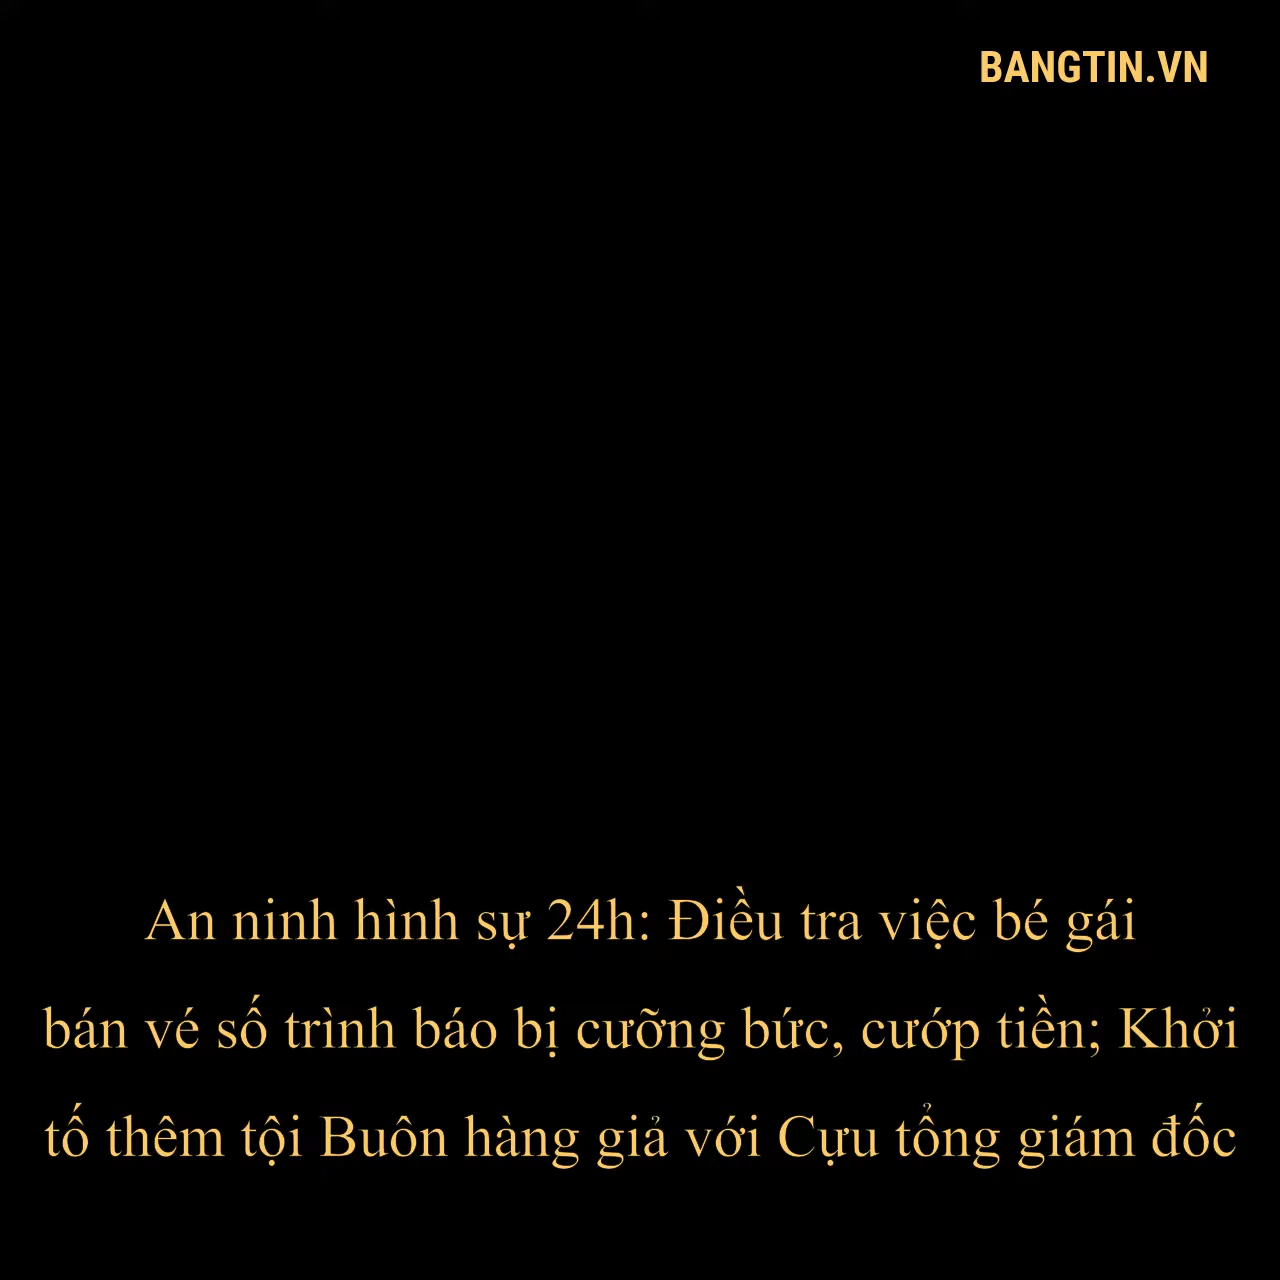 BANGTIN.VN
An ninh hình sự 24h: Điều tra việc bé gái
bán vé số trình báo bị cưỡng bức, cướp tiền; Khởi
tố thêm tội Buôn hàng giả với Cựu tổng giám đốc